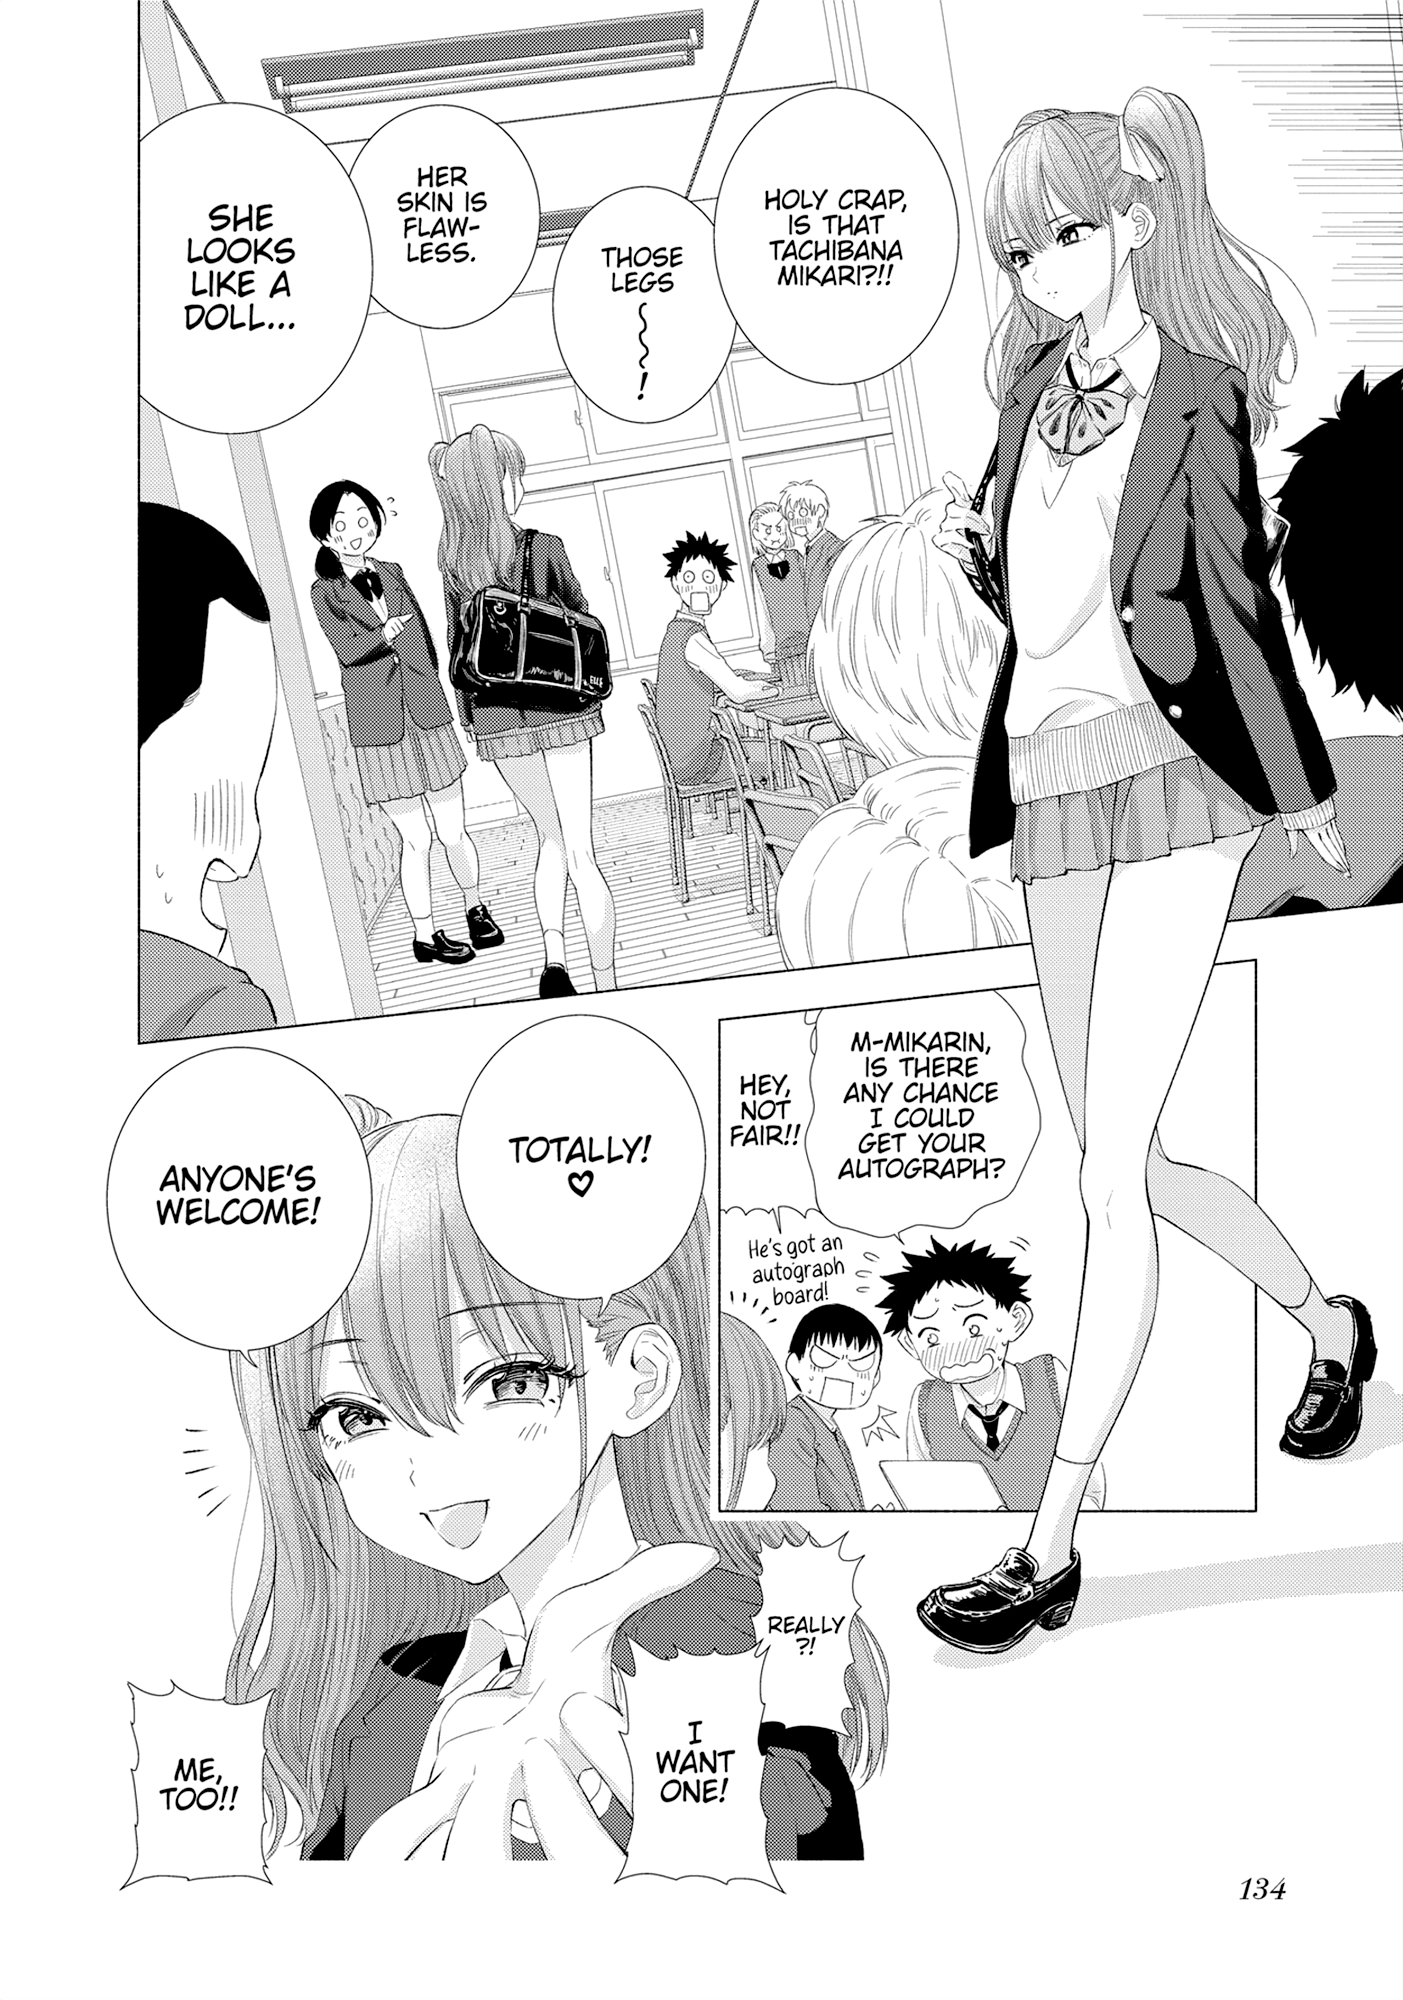 HOLY CRAP,
IS THAT
TACHIBANA
MIKARI?!!
THOSE
LEGS
!
HER
SKIN IS
FLAW-
LESS.
SHE
LOOKS
LIKE A
DOLL...
ELLE
M-MIKARIN,
IS THERE
ANY CHANCE
I COULD
GET YOUR
AUTOGRAPH?
HEY,
NOT
FAIR!!
He's got an
autograph
board!
TOTALLY!
♡
ANYONE'S
WELCOME!
REALLY
?!
I
WANT
ONE!
ME,
TOO!!
134